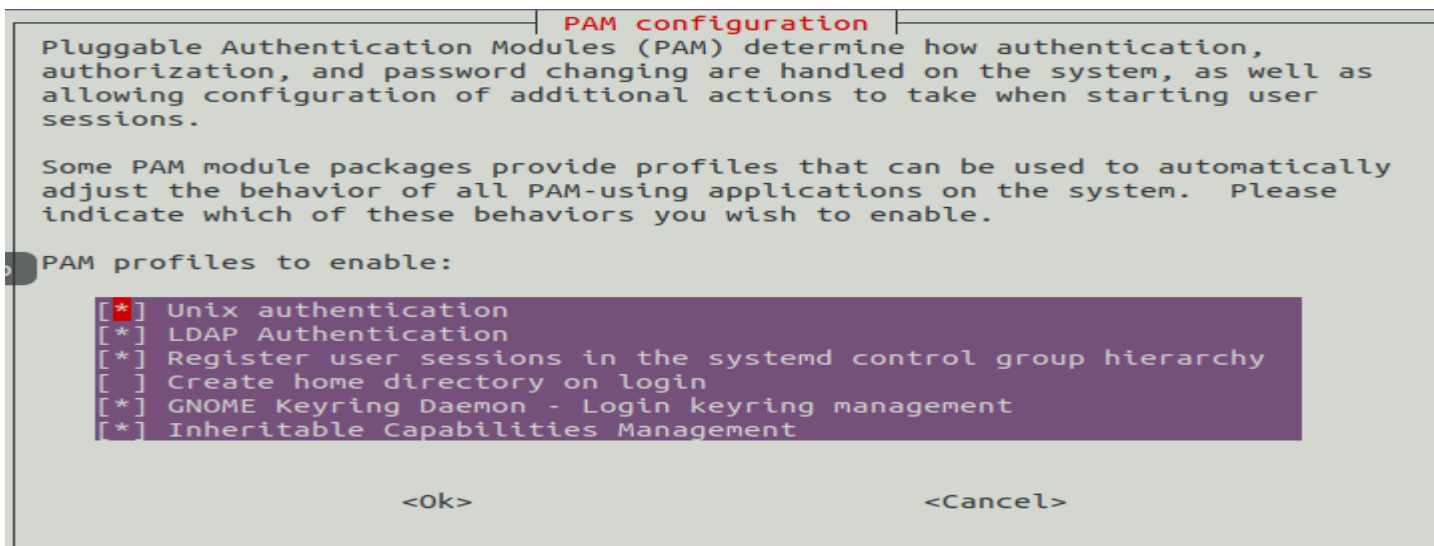 PAM configuration
Pluggable Authentication Modules (PAM) determine how authentication,
authorization, and password changing are handled on the system, as well as
allowing configuration of additional actions to take when starting user
sessions.
Some PAM module packages provide profiles that can be used to automatically
adjust the behavior of all PAM-using applications on the system.  Please
indicate which of these behaviors you wish to enable.
PAM profiles to enable:
[*] Unix authentication
[*] LDAP Authentication
[*] Register user sessions in the systemd control group hierarchy
[ ] Create home directory on login
[*] GNOME Keyring Daemon - Login keyring management
[*] Inheritable Capabilities Management
<Ok> <Cancel>